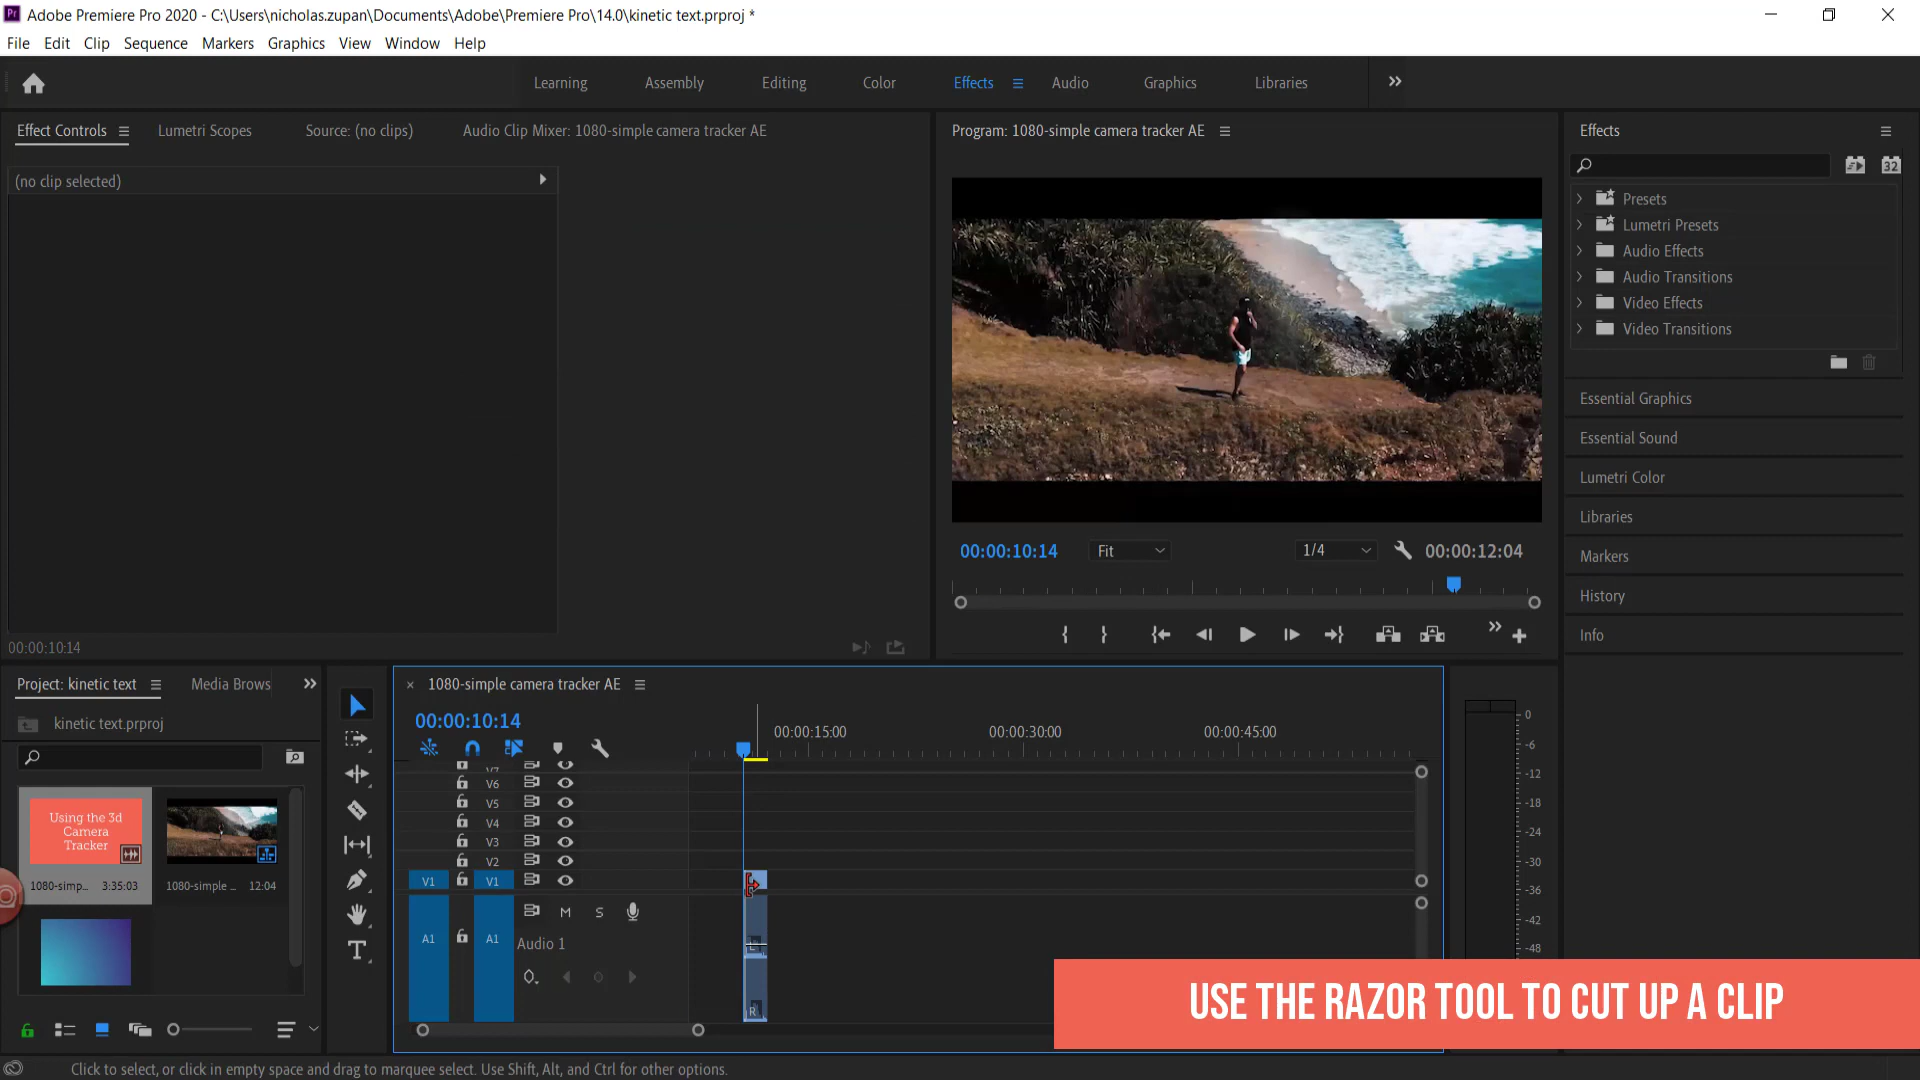 Adobe Premiere Pro 2020 - C:\Users\nicholas.zupan\Documents\Adobe\Premiere Pro\14.0\kinetic text.prproj *
File Edit Clip Sequence Markers Graphics View Window Help
Learning Assembly Editing Color Effects Audio Graphics Libraries
Effect Controls Lumetri Scopes Source: (no clips) Audio Clip Mixer: 1080-simple camera tracker AE
(no clip selected)
00:00:10:14
Program: 1080-simple camera tracker AE
00:00:10:14 Fit 1/4 00:00:12:04
Effects
32
Presets
Lumetri Presets
Audio Effects
Audio Transitions
Video Effects
Video Transitions
Essential Graphics
Essential Sound
Lumetri Color
Libraries
Markers
History
Info
Project: kinetic text Media Brows
kinetic text.prproj
Using the 3d
Camera
Tracker
1080-simp... 3:35:03
1080-simple ... 12:04
1080-simple camera tracker AE
00:00:10:14
00:00:15:00 00:00:30:00 00:00:45:00
V7
V6
V5
V4
V3
V2
V1 V1
M S
A1 A1 Audio 1
R
0
-6
-12
-18
-24
-30
-36
-42
-48
USE THE RAZOR TOOL TO CUT UP A CLIP
Click to select, or click in empty space and drag to marquee select. Use Shift, Alt, and Ctrl for other options.